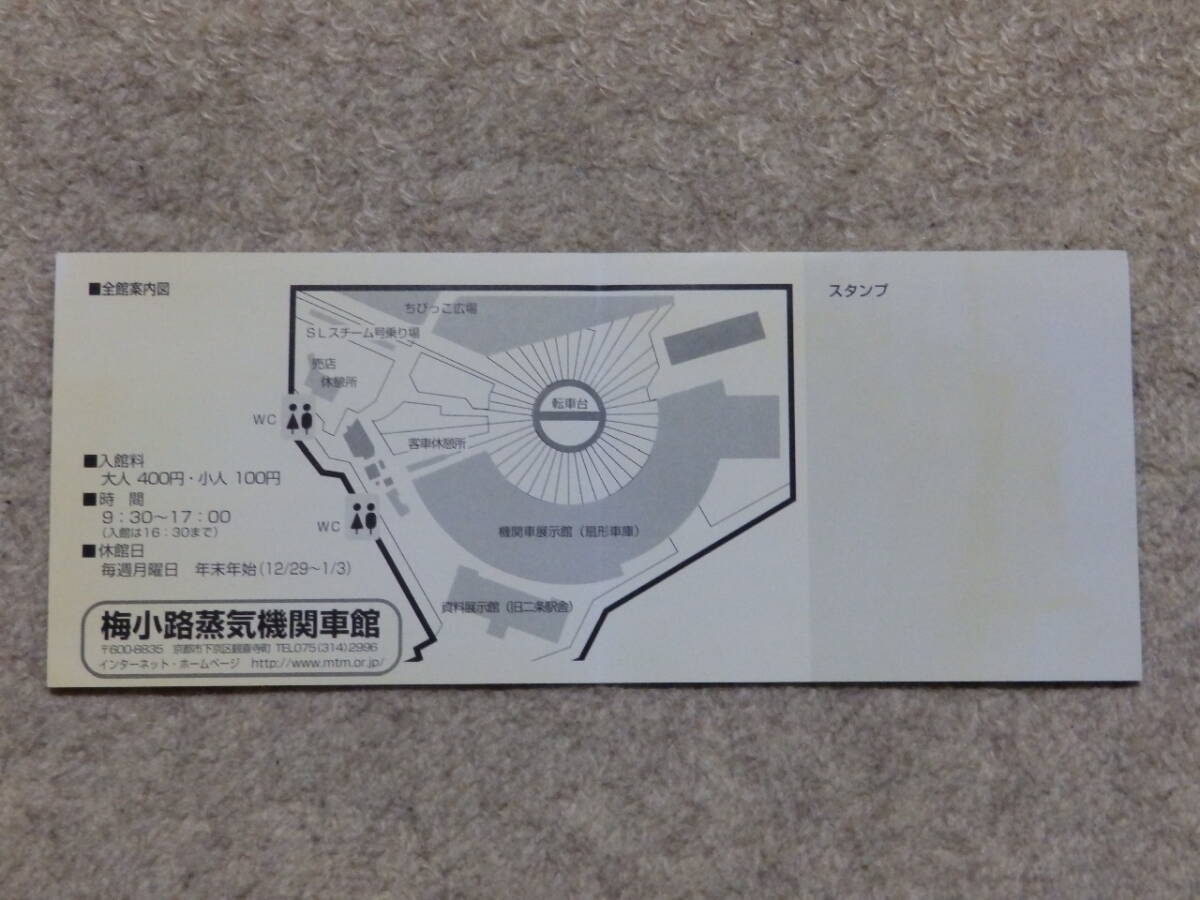 ■全館案内図
スタンプ
ちびっこ広場
SLスチーム号乗り場
売店
休憩所
WC
転車台
客車休憩所
WC
機関車展示館（扇形車庫）
資料展示館（旧二条駅舎）
■入館料
大人 400円・小人 100円
■時　間
9：30～17：00
（入館は16：30まで）
■休館日
毎週月曜日　年末年始(12/29～1/3)
梅小路蒸気機関車館
〒600-8835　京都市下京区観喜寺町　TEL075(314)2996
インターネット・ホームページ　http://www.mtm.or.jp/